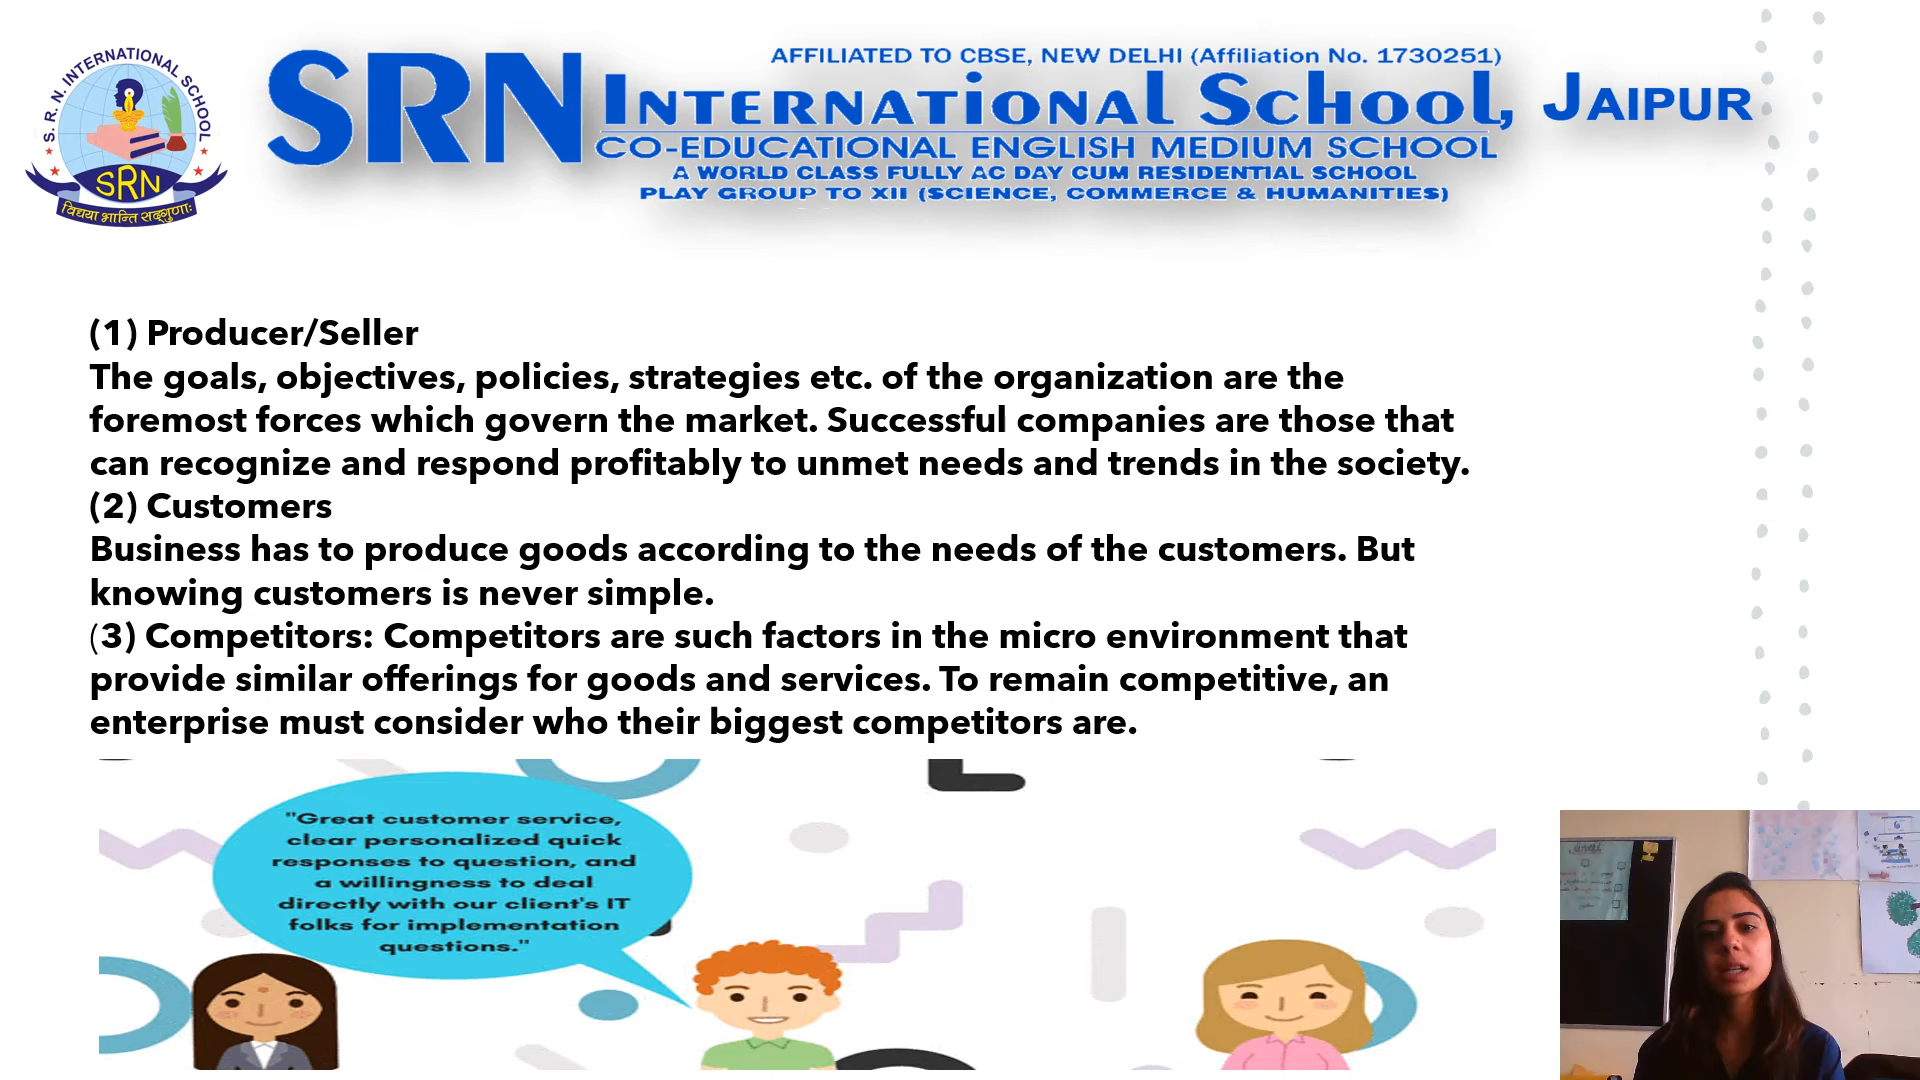 S. R. N. INTERNATIONAL SCHOOL
SRN
विद्यया भान्ति सद्गुणाः
AFFILIATED TO CBSE, NEW DELHI (Affiliation No. 1730251)
SRN INTERNATIONAL SCHOOL, JAIPUR
CO-EDUCATIONAL ENGLISH MEDIUM SCHOOL
A WORLD CLASS FULLY AC DAY CUM RESIDENTIAL SCHOOL
PLAY GROUP TO XII (SCIENCE, COMMERCE & HUMANITIES)
(1) Producer/Seller
The goals, objectives, policies, strategies etc. of the organization are the
foremost forces which govern the market. Successful companies are those that
can recognize and respond profitably to unmet needs and trends in the society.
(2) Customers
Business has to produce goods according to the needs of the customers. But
knowing customers is never simple.
(3) Competitors: Competitors are such factors in the micro environment that
provide similar offerings for goods and services. To remain competitive, an
enterprise must consider who their biggest competitors are.
"Great customer service,
clear personalized quick
responses to question, and
a willingness to deal
directly with our client's IT
folks for implementation
questions."